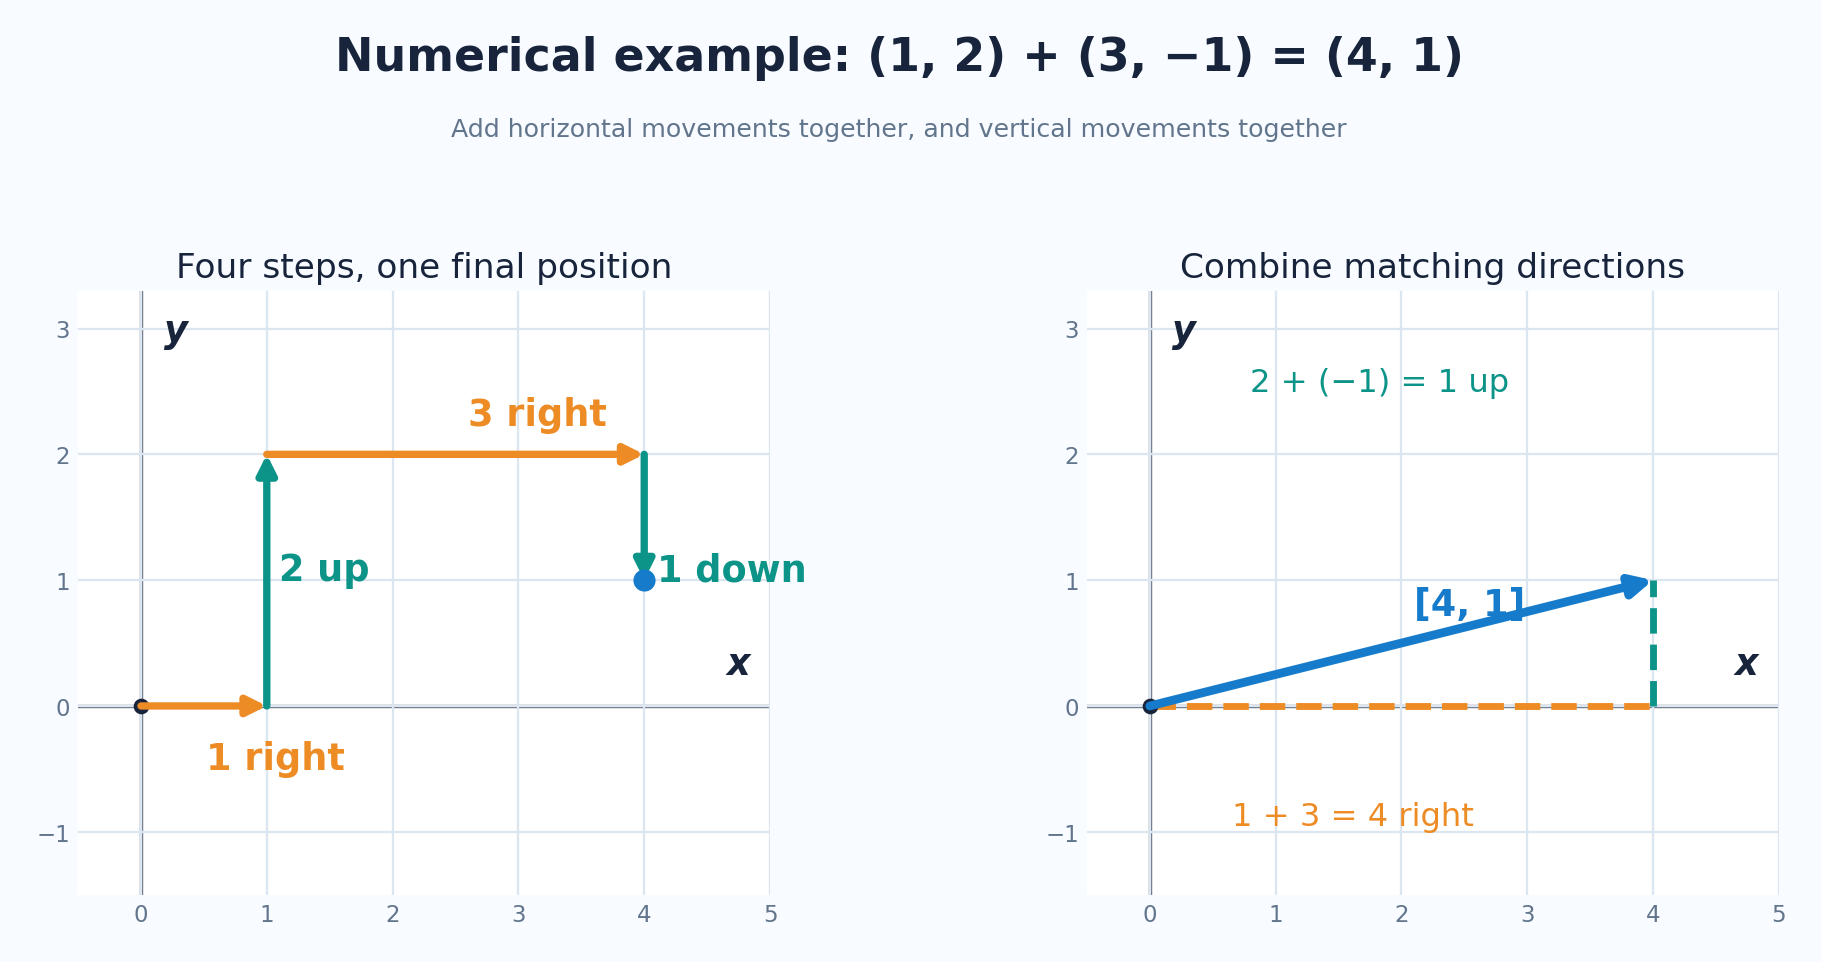 Numerical example: (1, 2) + (3, −1) = (4, 1)
Add horizontal movements together, and vertical movements together
Four steps, one final position
y
3
2
1
0
−1
3 right
2 up
1 down
x
1 right
0 1 2 3 4 5
Combine matching directions
y
3
2
1
0
−1
2 + (−1) = 1 up
[4, 1]
x
1 + 3 = 4 right
0 1 2 3 4 5